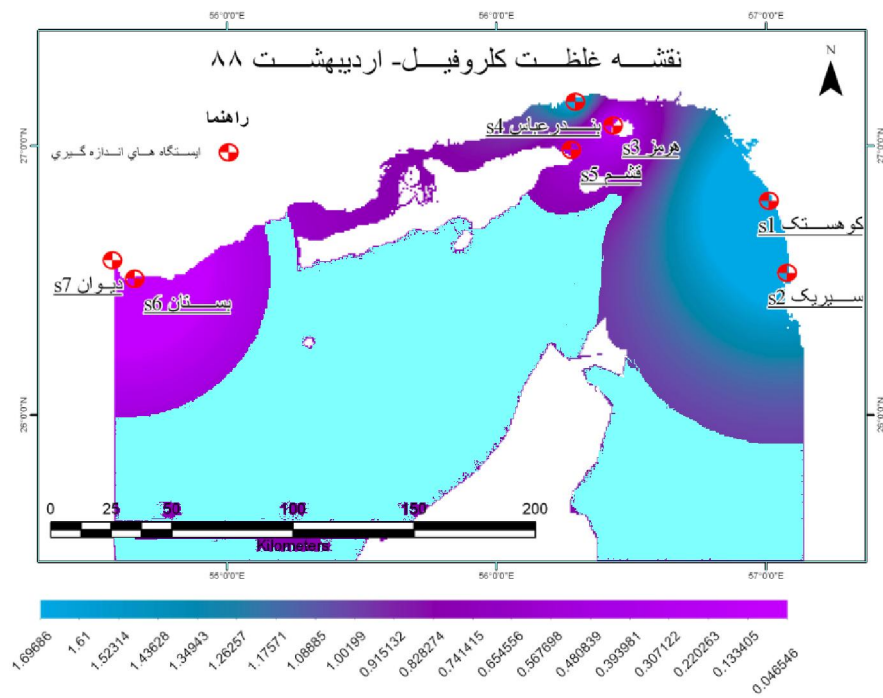 55°0'0"E 56°0'0"E 57°0'0"E
نقشه غلظت کلروفیل- اردیبهشت ۸۸
N
راهنما
ایستگاه های اندازه گیری
27°0'0"N 27°0'0"N
بندرعباس s4
هرمز s3
قشم s5
کوهستک s1
سیریک s2
دیوان s7
بستان s6
26°0'0"N 26°0'0"N
0 25 50 100 150 200
Kilometers
55°0'0"E 56°0'0"E 57°0'0"E
1.69686 1.61 1.52314 1.43628 1.34943 1.26257 1.17571 1.08885 1.00199 0.915132 0.828274 0.741415 0.654556 0.567698 0.480839 0.393981 0.307122 0.220263 0.133405 0.046546